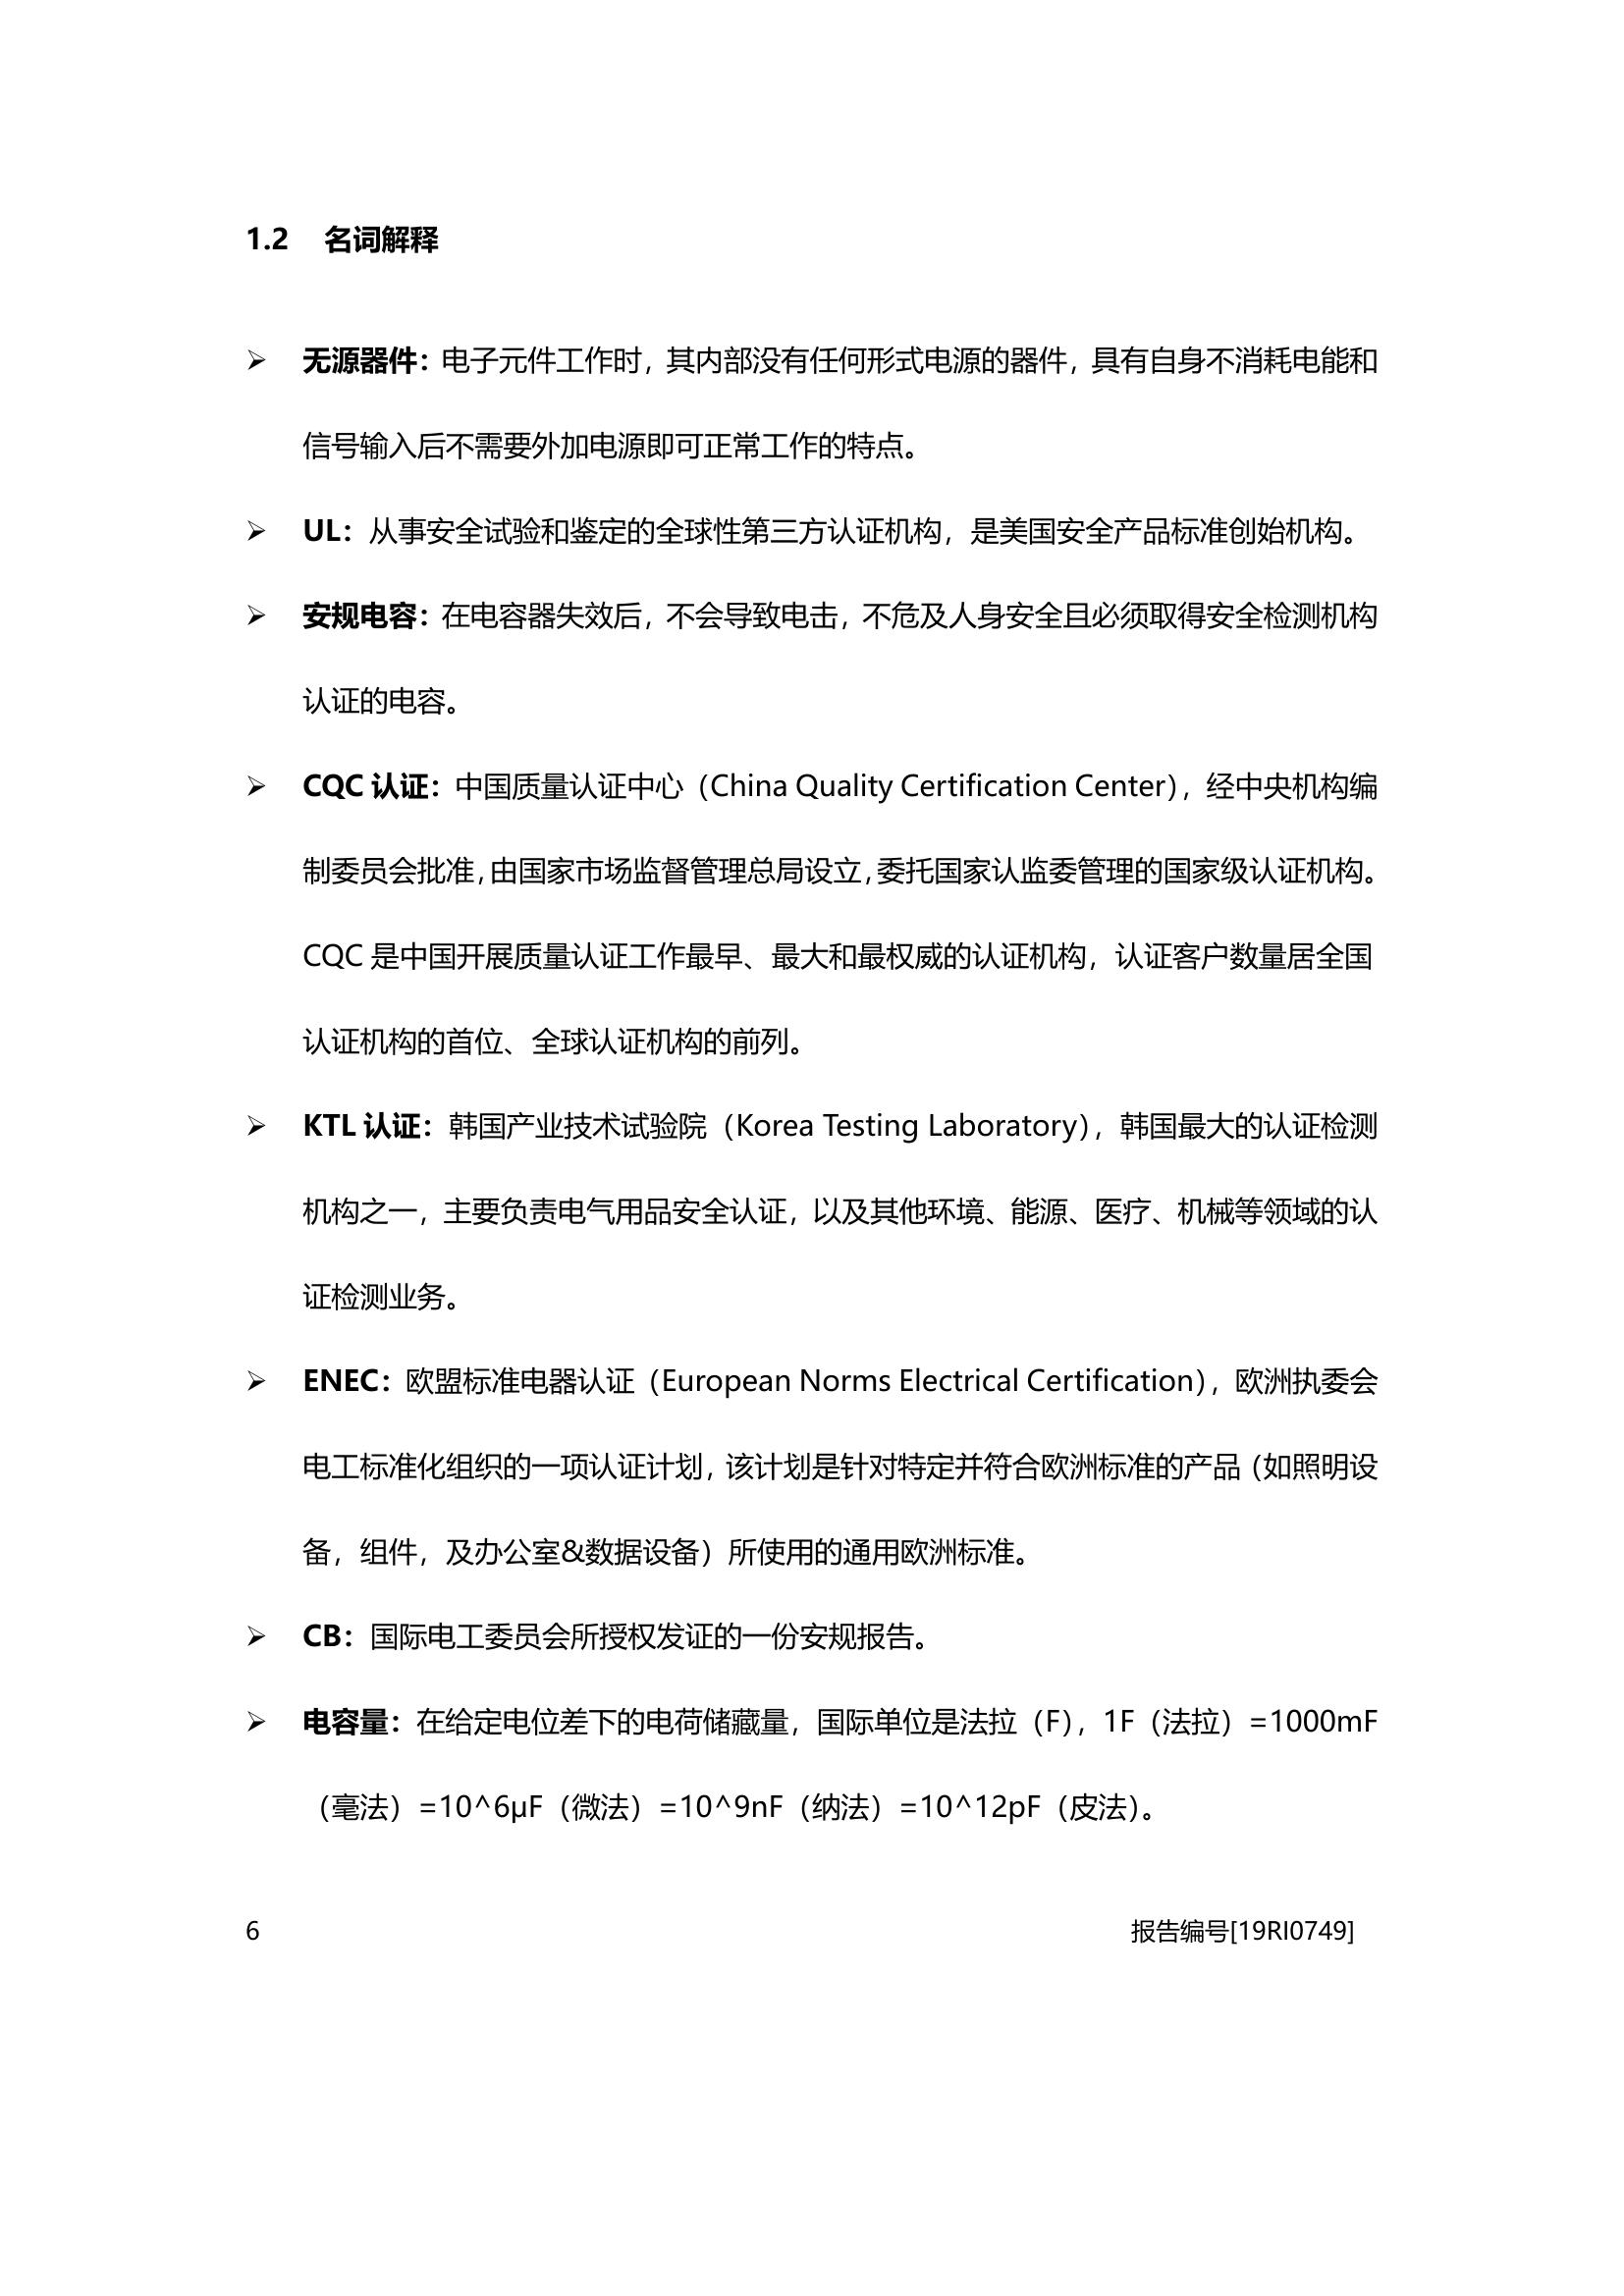 1.2 名词解释
➢ 无源器件：电子元件工作时，其内部没有任何形式电源的器件，具有自身不消耗电能和
信号输入后不需要外加电源即可正常工作的特点。
➢ UL：从事安全试验和鉴定的全球性第三方认证机构，是美国安全产品标准创始机构。
➢ 安规电容：在电容器失效后，不会导致电击，不危及人身安全且必须取得安全检测机构
认证的电容。
➢ CQC 认证：中国质量认证中心（China Quality Certification Center），经中央机构编
制委员会批准，由国家市场监督管理总局设立，委托国家认监委管理的国家级认证机构。
CQC 是中国开展质量认证工作最早、最大和最权威的认证机构，认证客户数量居全国
认证机构的首位、全球认证机构的前列。
➢ KTL 认证：韩国产业技术试验院（Korea Testing Laboratory），韩国最大的认证检测
机构之一，主要负责电气用品安全认证，以及其他环境、能源、医疗、机械等领域的认
证检测业务。
➢ ENEC：欧盟标准电器认证（European Norms Electrical Certification），欧洲执委会
电工标准化组织的一项认证计划，该计划是针对特定并符合欧洲标准的产品（如照明设
备，组件，及办公室&数据设备）所使用的通用欧洲标准。
➢ CB：国际电工委员会所授权发证的一份安规报告。
➢ 电容量：在给定电位差下的电荷储藏量，国际单位是法拉（F），1F（法拉）=1000mF
（毫法）=10^6μF（微法）=10^9nF（纳法）=10^12pF（皮法）。
6 报告编号[19RI0749]